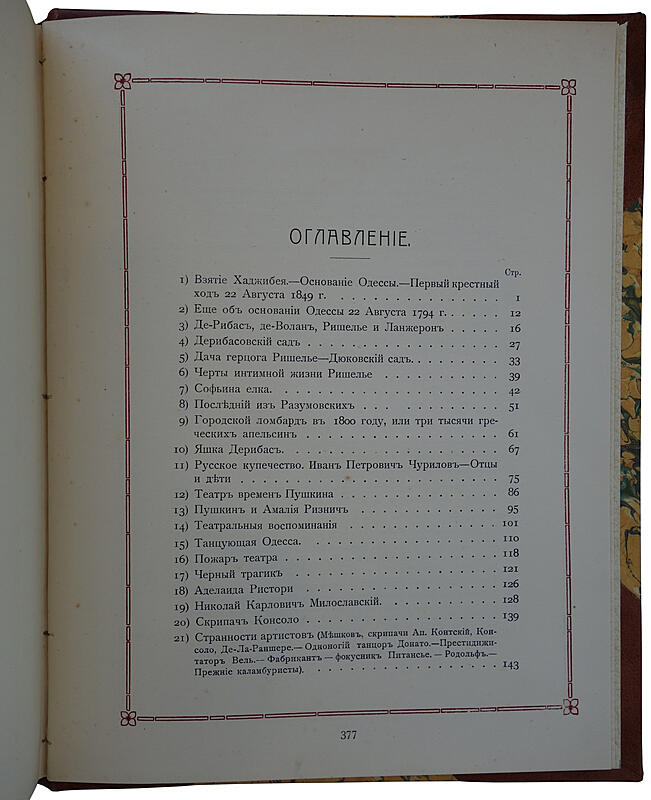 ОГЛАВЛЕНІЕ.
Стр.
1) Взятіе Хаджибея.—Основаніе Одессы.—Первый крестный
ходъ 22 Августа 1849 г. . . . . . . . . . . . . 1
2) Еще объ основаніи Одессы 22 Августа 1794 г. . . . . . 12
3) Де-Рибасъ, де-Воланъ, Ришелье и Ланжеронъ . . . . . 16
4) Дерибасовскій садъ . . . . . . . . . . . . . . 27
5) Дача герцога Ришелье—Дюковскій садъ. . . . . . . . 33
6) Черты интимной жизни Ришелье . . . . . . . . . 39
7) Софьина елка. . . . . . . . . . . . . . . . . 42
8) Послѣдній изъ Разумовскихъ . . . . . . . . . . . 51
9) Городской ломбардъ въ 1800 году, или три тысячи гре-
ческихъ апельсинъ . . . . . . . . . . . . . . 61
10) Яшка Дерибасъ. . . . . . . . . . . . . . . . 67
11) Русское купечество. Иванъ Петровичъ Чуриловъ—Отцы
и дѣти . . . . . . . . . . . . . . . . . . . 75
12) Театръ временъ Пушкина . . . . . . . . . . . . 86
13) Пушкин и Амалія Ризничъ . . . . . . . . . . . 95
14) Театральныя воспоминанія . . . . . . . . . . . . 101
15) Танцующая Одесса. . . . . . . . . . . . . . . 110
16) Пожаръ театра . . . . . . . . . . . . . . . . 118
17) Черный трагикъ . . . . . . . . . . . . . . . 121
18) Аделаида Ристори . . . . . . . . . . . . . . . 126
19) Николай Карловичъ Милославскій. . . . . . . . . . 128
20) Скрипачъ Консоло . . . . . . . . . . . . . . . 139
21) Странности артистовъ (Мѣшковъ, скрипачи Ап. Контскій, Кон-
соло, Де-Ла-Раншере.— Одноногій танцоръ Донато.—Престидижи-
таторъ Вель.— Фабрикантъ — фокусник Питансье. — Родольфъ.—
Прежніе каламбуристы). . . . . . . . . . . . . . 143
377